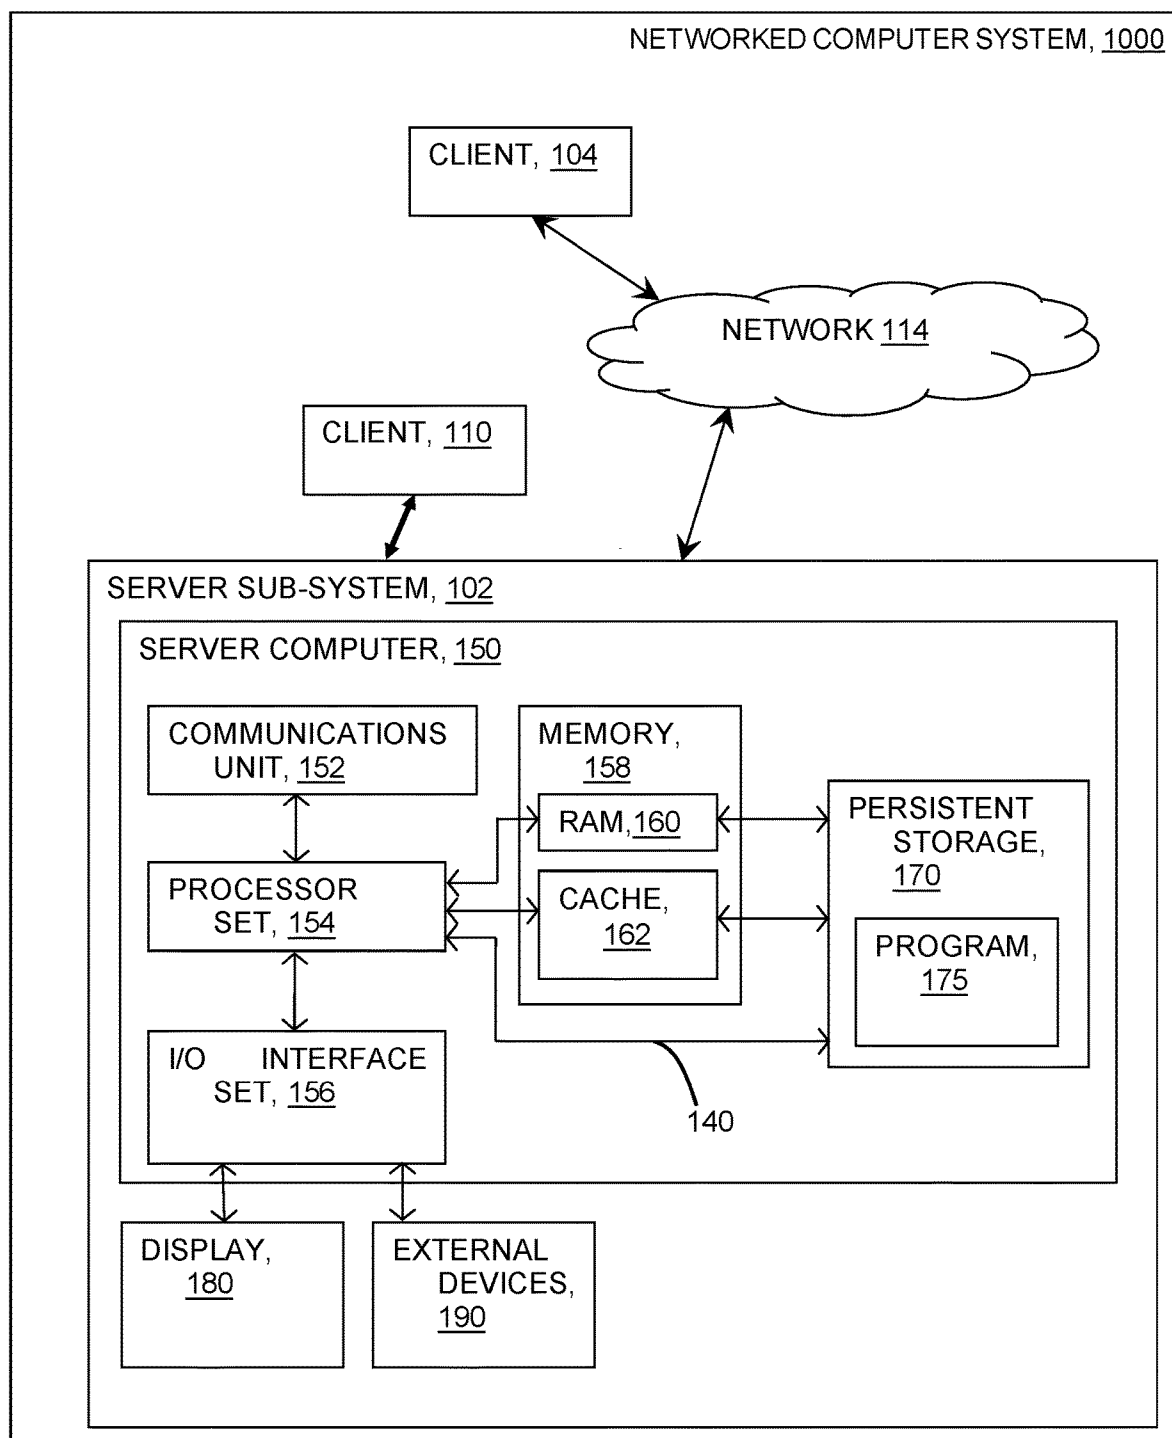 NETWORKED COMPUTER SYSTEM, 1000
CLIENT, 104
NETWORK 114
CLIENT, 110
SERVER SUB-SYSTEM, 102
SERVER COMPUTER, 150
COMMUNICATIONS
UNIT, 152
MEMORY,
158
RAM,160
PERSISTENT
STORAGE,
170
PROCESSOR
SET, 154
CACHE,
162
PROGRAM,
175
I/O INTERFACE
SET, 156
140
DISPLAY,
180
EXTERNAL
DEVICES,
190